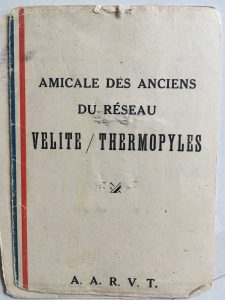 AMICALE DES ANCIENS
DU RÉSEAU
VELITE / THERMOPYLES
A. A. R. V. T.